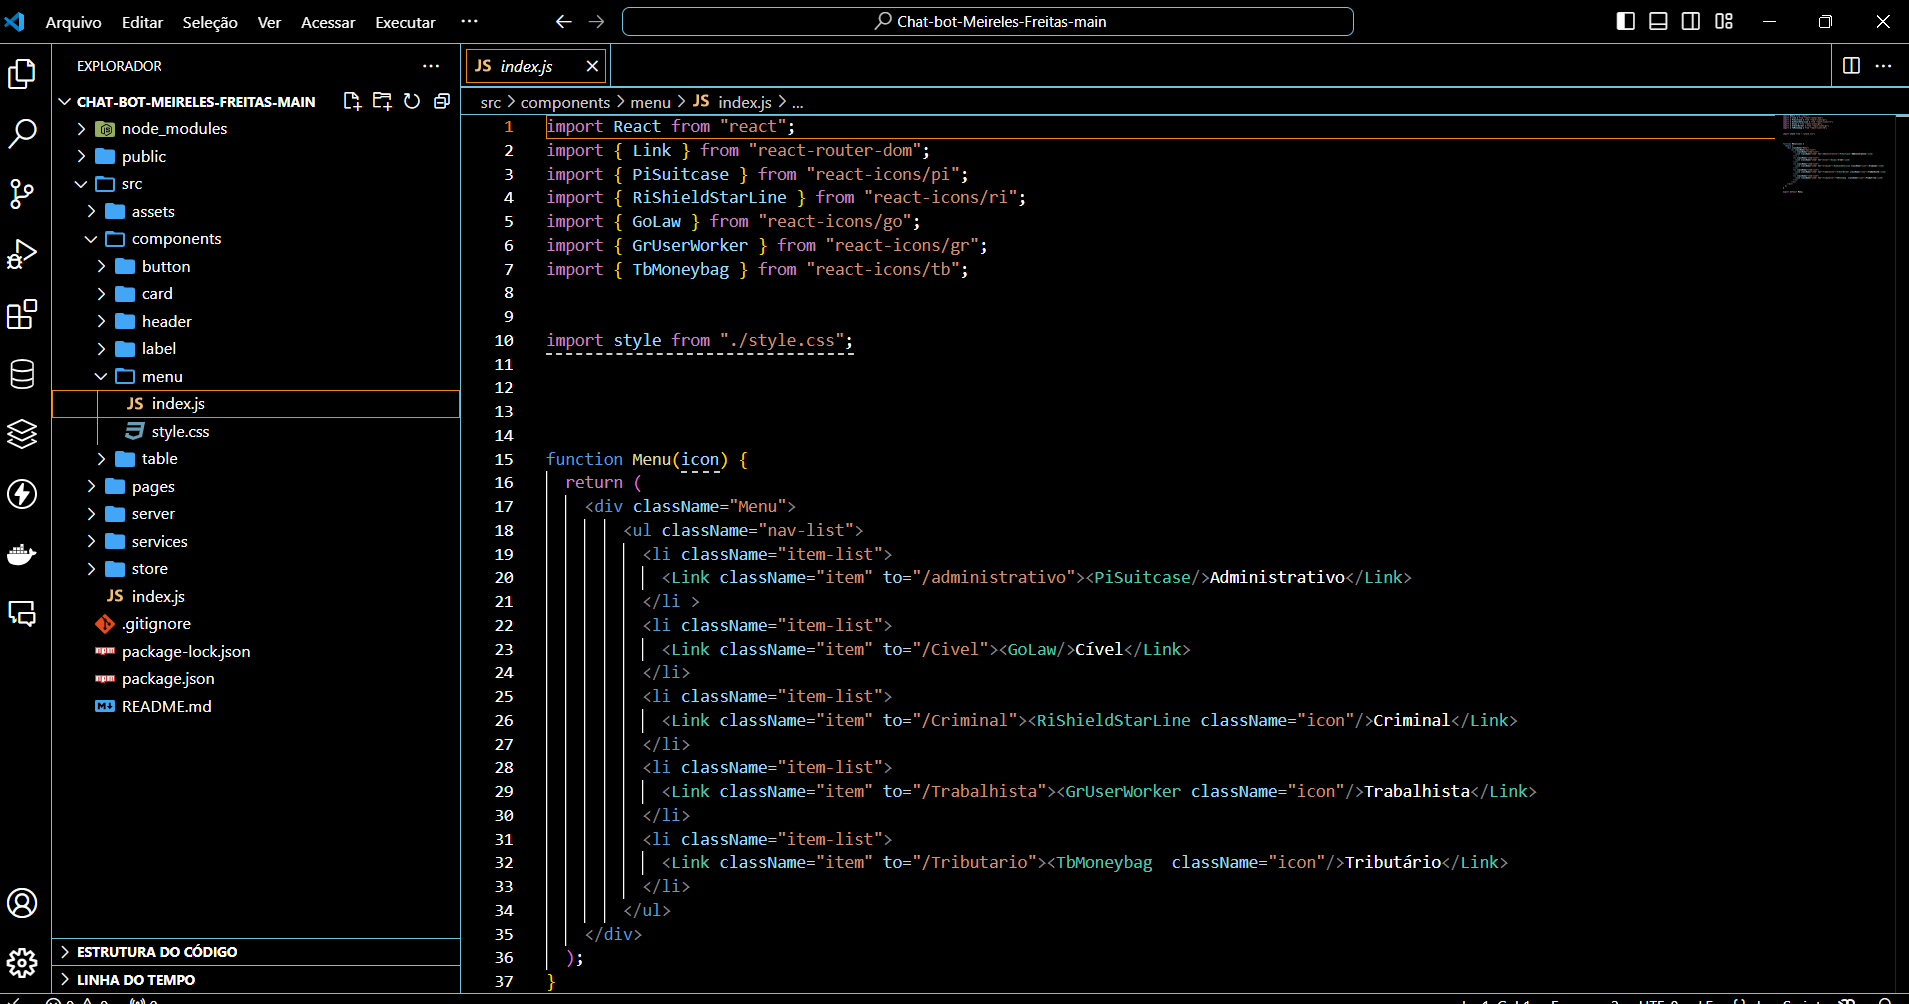 Arquivo Editar Seleção Ver Acessar Executar ··· Chat-bot-Meireles-Freitas-main
EXPLORADOR ···
CHAT-BOT-MEIRELES-FREITAS-MAIN
node_modules
public
src
assets
components
button
card
header
label
menu
JS index.js
style.css
table
pages
server
services
store
JS index.js
.gitignore
npm package-lock.json
npm package.json
M README.md
ESTRUTURA DO CÓDIGO
LINHA DO TEMPO
JS index.js
src > components > menu > JS index.js > ...
1 import React from "react";
2 import { Link } from "react-router-dom";
3 import { PiSuitcase } from "react-icons/pi";
4 import { RiShieldStarLine } from "react-icons/ri";
5 import { GoLaw } from "react-icons/go";
6 import { GrUserWorker } from "react-icons/gr";
7 import { TbMoneybag } from "react-icons/tb";
8
9
10 import style from "./style.css";
11
12
13
14
15 function Menu(icon) {
16 return (
17 <div className="Menu">
18 <ul className="nav-list">
19 <li className="item-list">
20 <Link className="item" to="/administrativo"><PiSuitcase/>Administrativo</Link>
21 </li >
22 <li className="item-list">
23 <Link className="item" to="/Civel"><GoLaw/>Cível</Link>
24 </li>
25 <li className="item-list">
26 <Link className="item" to="/Criminal"><RiShieldStarLine className="icon"/>Criminal</Link>
27 </li>
28 <li className="item-list">
29 <Link className="item" to="/Trabalhista"><GrUserWorker className="icon"/>Trabalhista</Link>
30 </li>
31 <li className="item-list">
32 <Link className="item" to="/Tributario"><TbMoneybag  className="icon"/>Tributário</Link>
33 </li>
34 </ul>
35 </div>
36 );
37 }